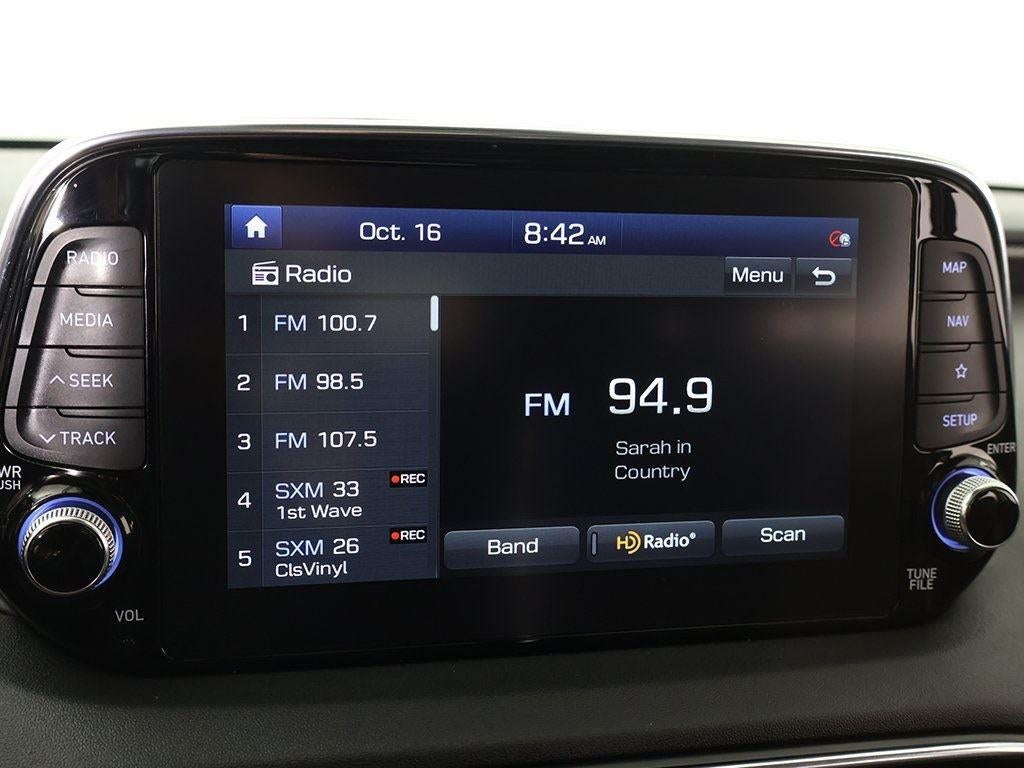 Oct. 16
8:42 AM
Radio
Menu
1 FM 100.7
2 FM 98.5
3 FM 107.5
4 SXM 33 REC
1st Wave
5 SXM 26 REC
ClsVinyl
FM 94.9
Sarah in
Country
Band
HD Radio®
Scan
RADIO
MEDIA
SEEK
TRACK
WR
USH
VOL
MAP
NAV
SETUP
ENTER
TUNE
FILE